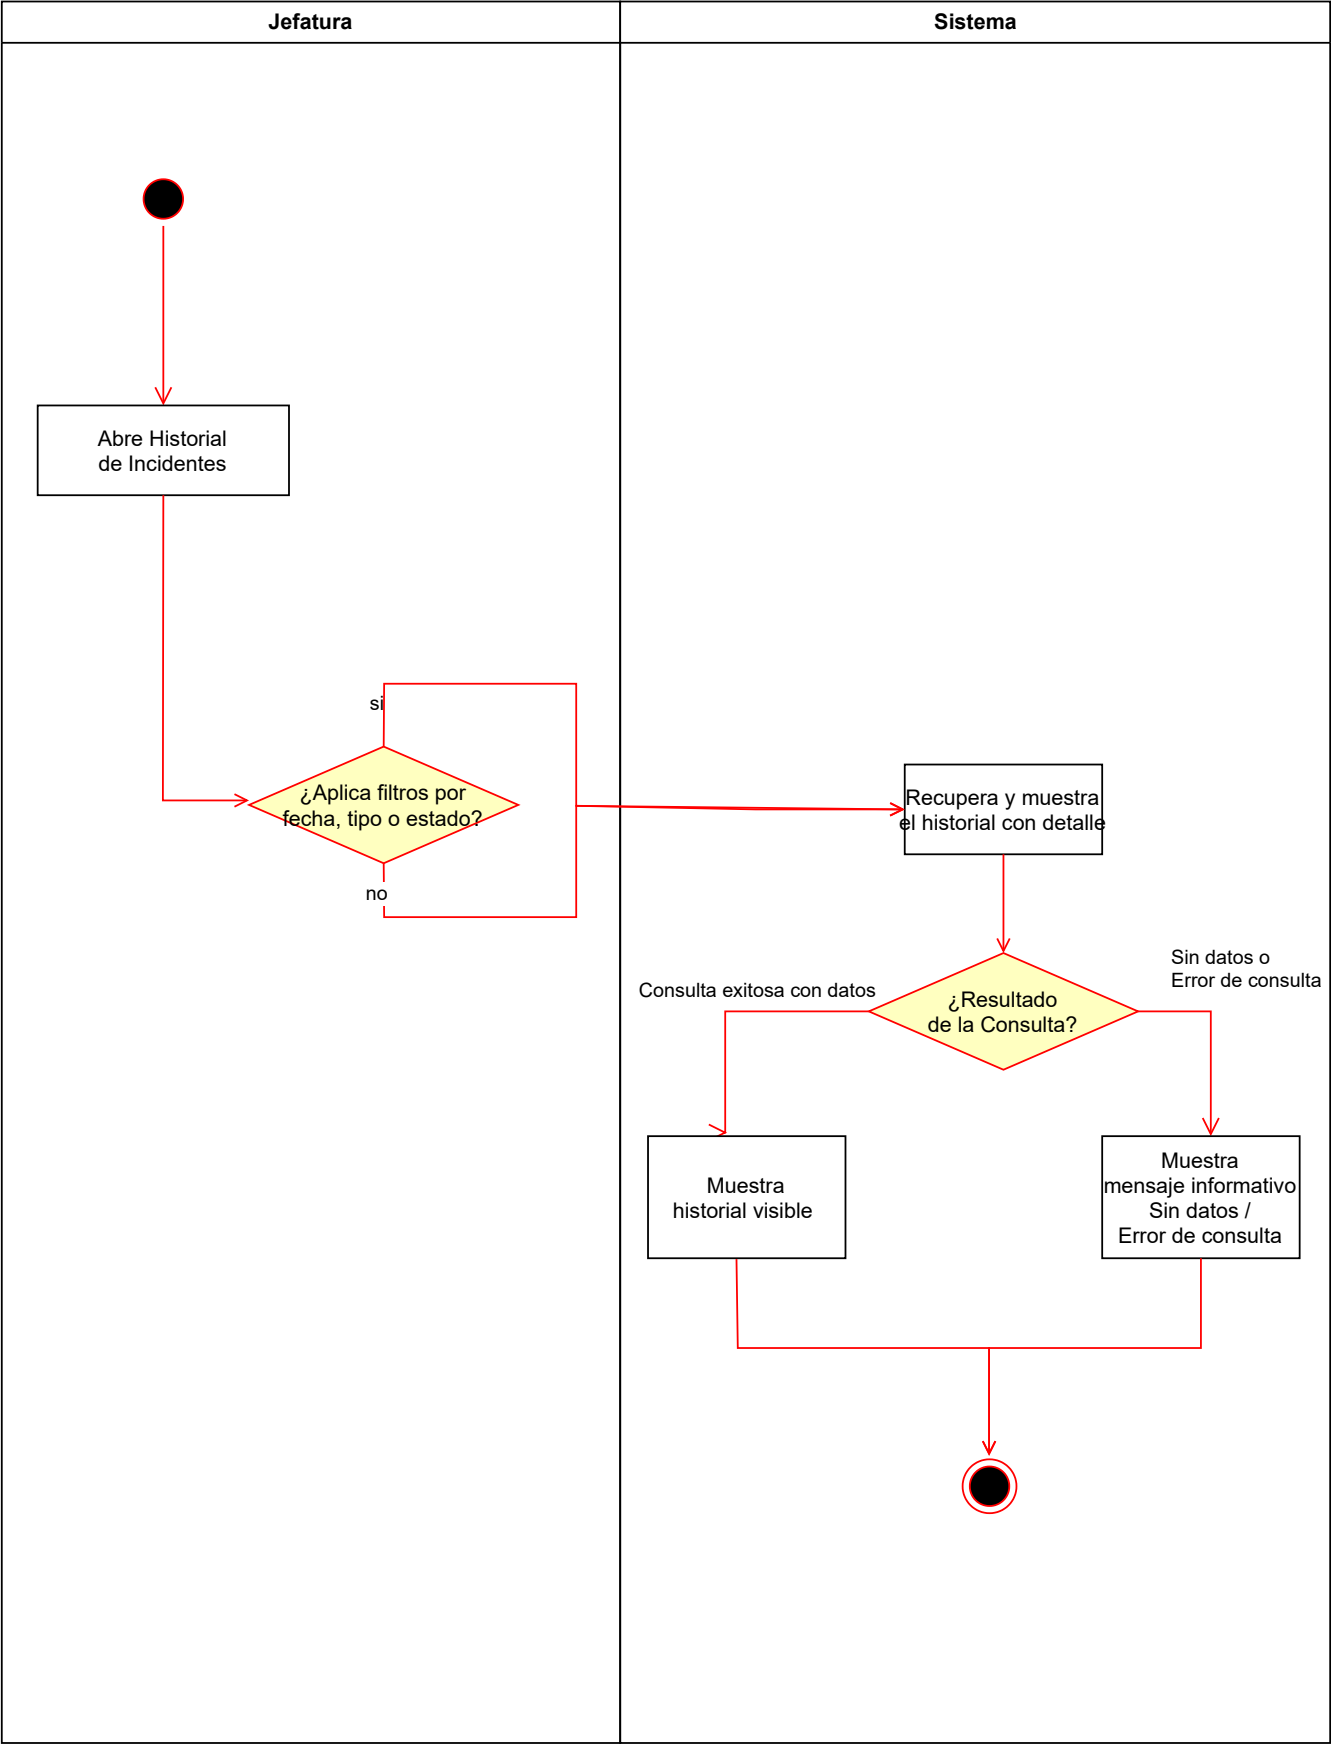 Jefatura
Sistema
Abre Historial
de Incidentes
si
¿Aplica filtros por
fecha, tipo o estado?
no
Recupera y muestra
el historial con detalle
Sin datos o
Error de consulta
Consulta exitosa con datos
¿Resultado
de la Consulta?
Muestra
historial visible
Muestra
mensaje informativo
Sin datos /
Error de consulta